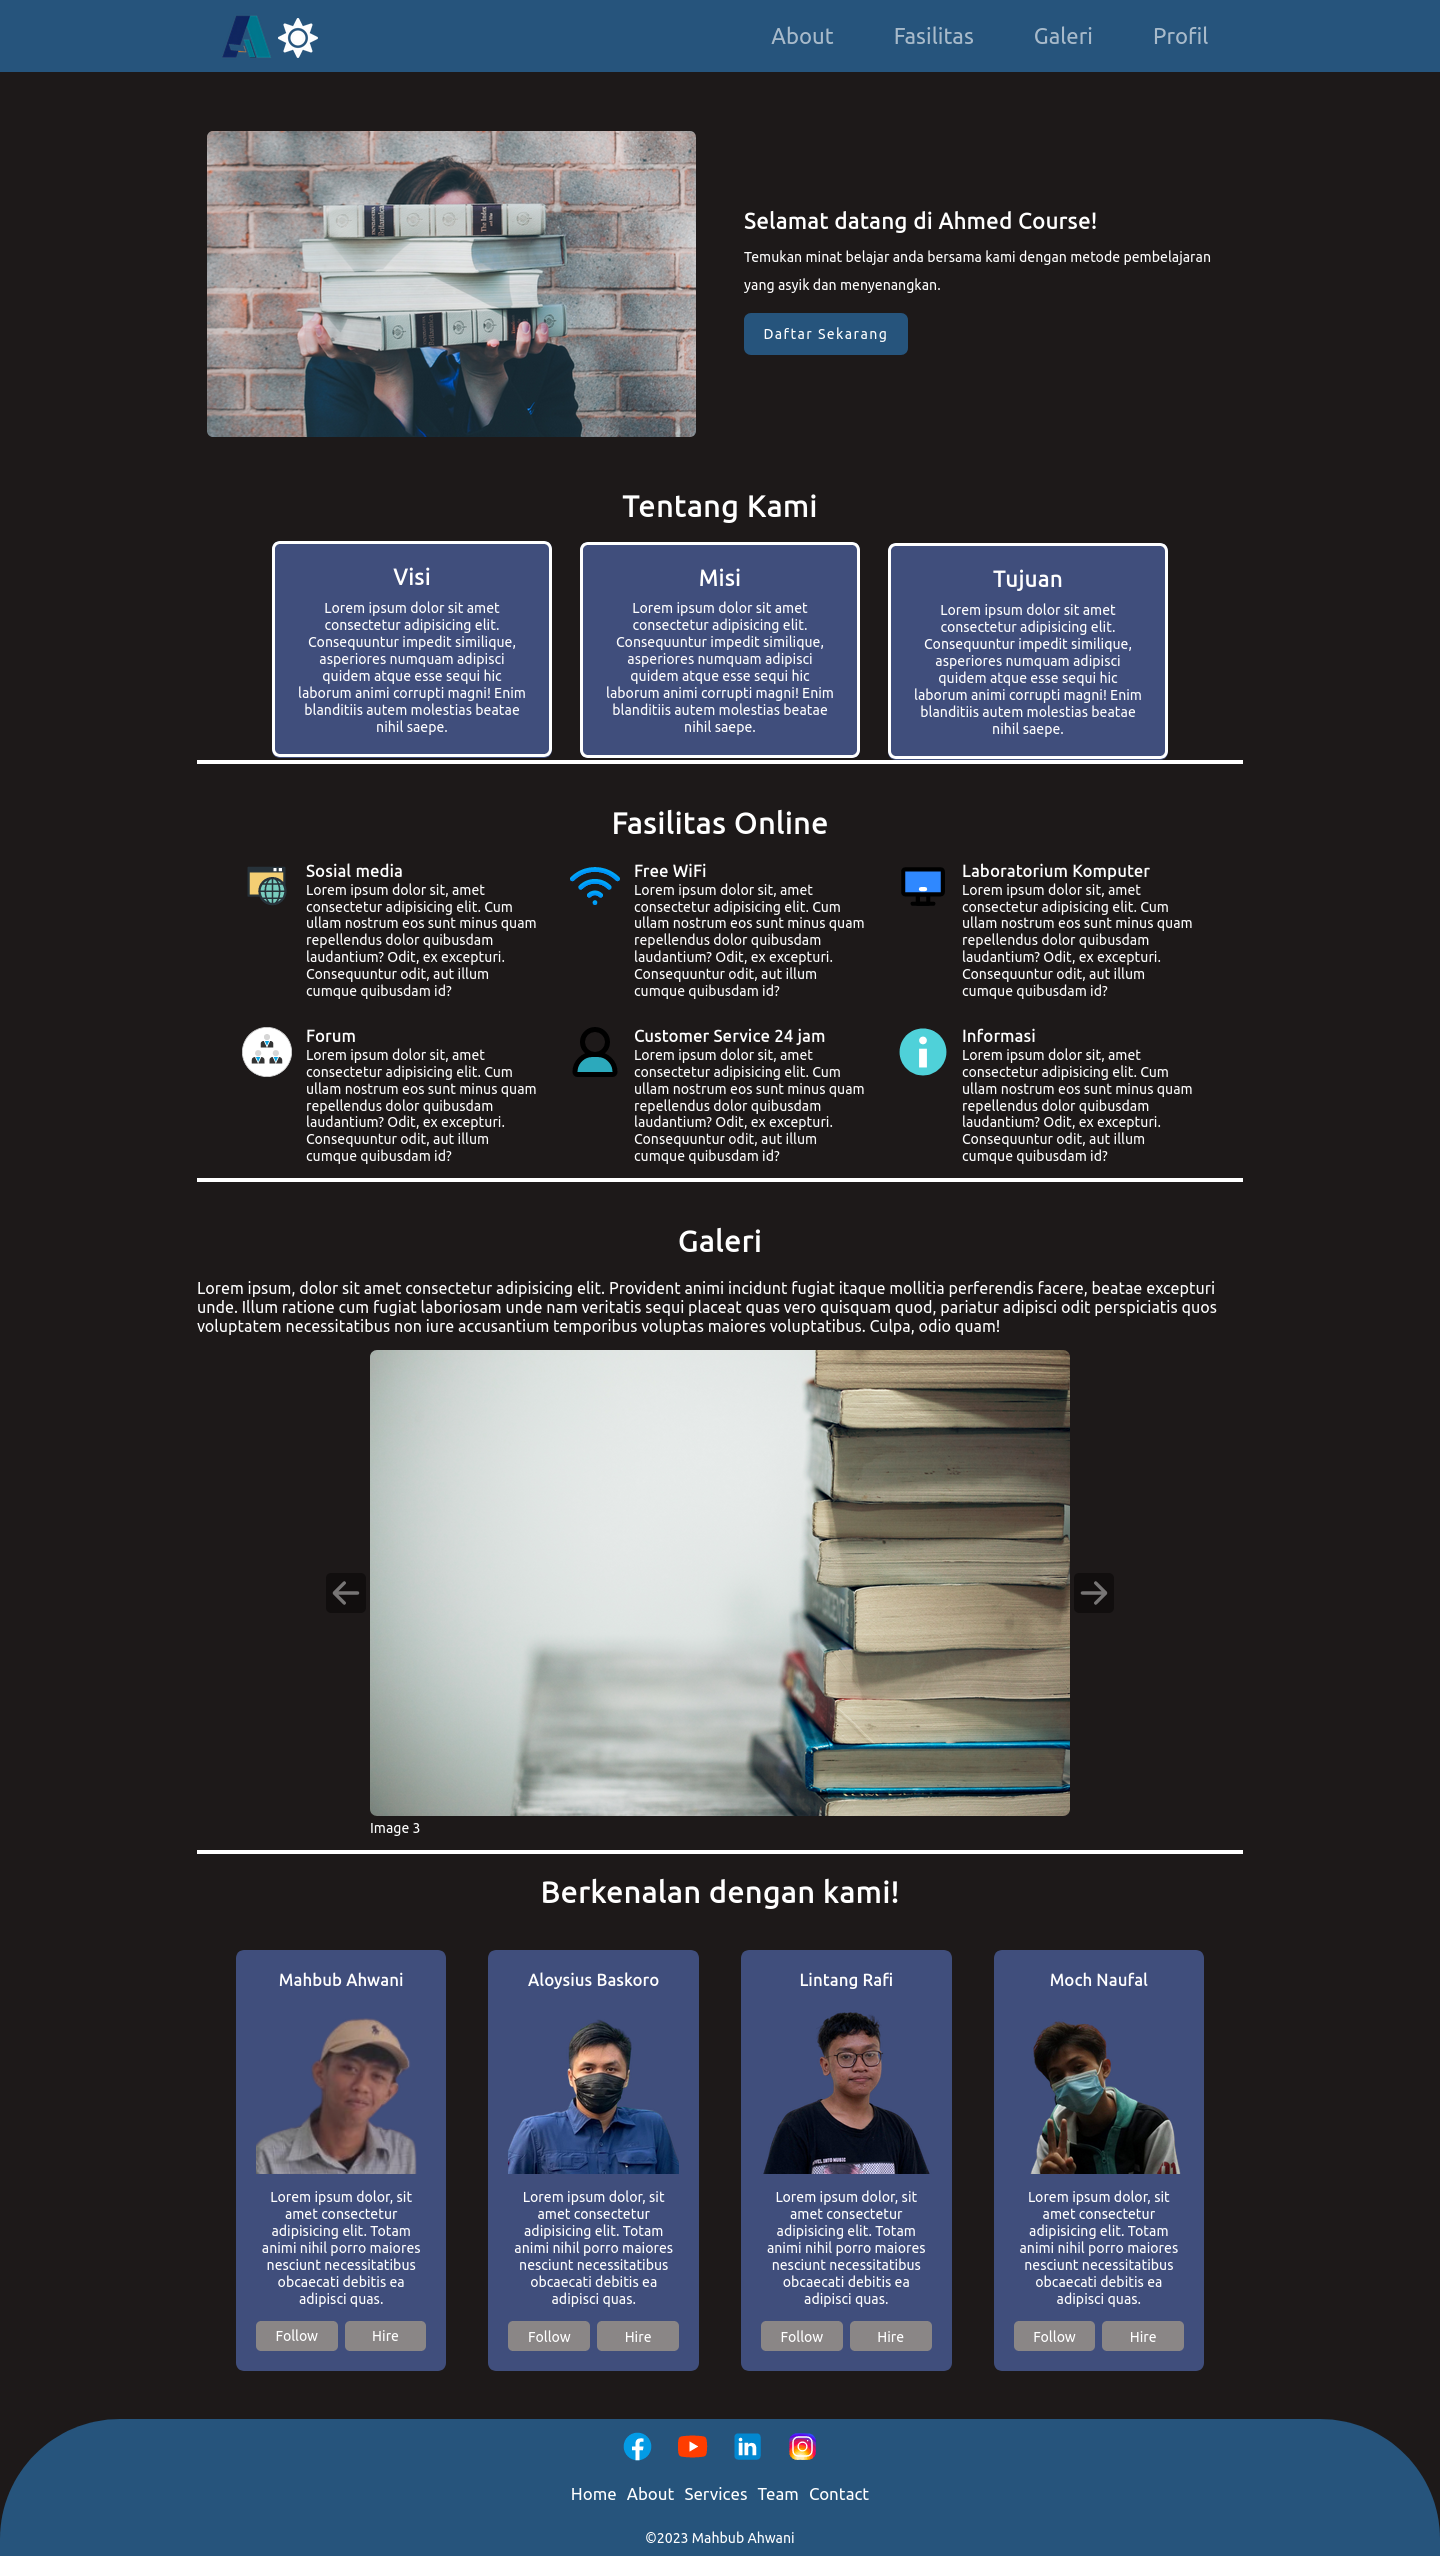 About Fasilitas Galeri Profil
Selamat datang di Ahmed Course!
Temukan minat belajar anda bersama kami dengan metode pembelajaran
yang asyik dan menyenangkan.
Daftar Sekarang
Tentang Kami
Visi
Lorem ipsum dolor sit amet
consectetur adipisicing elit.
Consequuntur impedit similique,
asperiores numquam adipisci
quidem atque esse sequi hic
laborum animi corrupti magni! Enim
blanditiis autem molestias beatae
nihil saepe.
Misi
Lorem ipsum dolor sit amet
consectetur adipisicing elit.
Consequuntur impedit similique,
asperiores numquam adipisci
quidem atque esse sequi hic
laborum animi corrupti magni! Enim
blanditiis autem molestias beatae
nihil saepe.
Tujuan
Lorem ipsum dolor sit amet
consectetur adipisicing elit.
Consequuntur impedit similique,
asperiores numquam adipisci
quidem atque esse sequi hic
laborum animi corrupti magni! Enim
blanditiis autem molestias beatae
nihil saepe.
Fasilitas Online
Sosial media
Lorem ipsum dolor sit, amet
consectetur adipisicing elit. Cum
ullam nostrum eos sunt minus quam
repellendus dolor quibusdam
laudantium? Odit, ex excepturi.
Consequuntur odit, aut illum
cumque quibusdam id?
Free WiFi
Lorem ipsum dolor sit, amet
consectetur adipisicing elit. Cum
ullam nostrum eos sunt minus quam
repellendus dolor quibusdam
laudantium? Odit, ex excepturi.
Consequuntur odit, aut illum
cumque quibusdam id?
Laboratorium Komputer
Lorem ipsum dolor sit, amet
consectetur adipisicing elit. Cum
ullam nostrum eos sunt minus quam
repellendus dolor quibusdam
laudantium? Odit, ex excepturi.
Consequuntur odit, aut illum
cumque quibusdam id?
Forum
Lorem ipsum dolor sit, amet
consectetur adipisicing elit. Cum
ullam nostrum eos sunt minus quam
repellendus dolor quibusdam
laudantium? Odit, ex excepturi.
Consequuntur odit, aut illum
cumque quibusdam id?
Customer Service 24 jam
Lorem ipsum dolor sit, amet
consectetur adipisicing elit. Cum
ullam nostrum eos sunt minus quam
repellendus dolor quibusdam
laudantium? Odit, ex excepturi.
Consequuntur odit, aut illum
cumque quibusdam id?
Informasi
Lorem ipsum dolor sit, amet
consectetur adipisicing elit. Cum
ullam nostrum eos sunt minus quam
repellendus dolor quibusdam
laudantium? Odit, ex excepturi.
Consequuntur odit, aut illum
cumque quibusdam id?
Galeri
Lorem ipsum, dolor sit amet consectetur adipisicing elit. Provident animi incidunt fugiat itaque mollitia perferendis facere, beatae excepturi
unde. Illum ratione cum fugiat laboriosam unde nam veritatis sequi placeat quas vero quisquam quod, pariatur adipisci odit perspiciatis quos
voluptatem necessitatibus non iure accusantium temporibus voluptas maiores voluptatibus. Culpa, odio quam!
Image 3
Berkenalan dengan kami!
Mahbub Ahwani
Lorem ipsum dolor, sit
amet consectetur
adipisicing elit. Totam
animi nihil porro maiores
nesciunt necessitatibus
obcaecati debitis ea
adipisci quas.
Follow Hire
Aloysius Baskoro
Lorem ipsum dolor, sit
amet consectetur
adipisicing elit. Totam
animi nihil porro maiores
nesciunt necessitatibus
obcaecati debitis ea
adipisci quas.
Follow Hire
Lintang Rafi
Lorem ipsum dolor, sit
amet consectetur
adipisicing elit. Totam
animi nihil porro maiores
nesciunt necessitatibus
obcaecati debitis ea
adipisci quas.
Follow Hire
Moch Naufal
Lorem ipsum dolor, sit
amet consectetur
adipisicing elit. Totam
animi nihil porro maiores
nesciunt necessitatibus
obcaecati debitis ea
adipisci quas.
Follow Hire
Home About Services Team Contact
©2023 Mahbub Ahwani